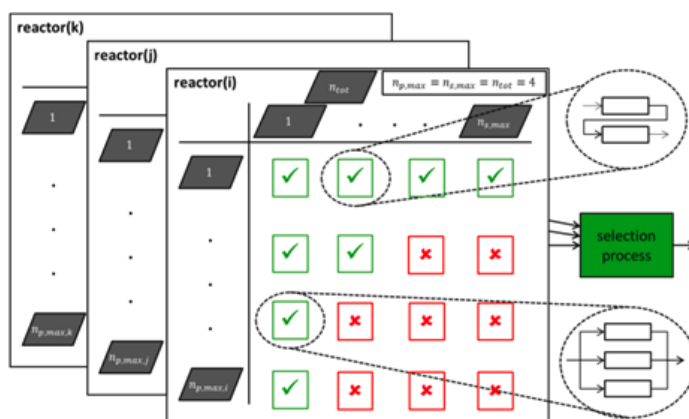 reactor(k)
reactor(j)
reactor(i)
n_tot
n_p,max = n_s,max = n_tot = 4
1 . . . n_s,max
1
1
1
.
.
.
.
.
.
.
.
.
n_p,max,k
n_p,max,j
n_p,max,i
selection
process